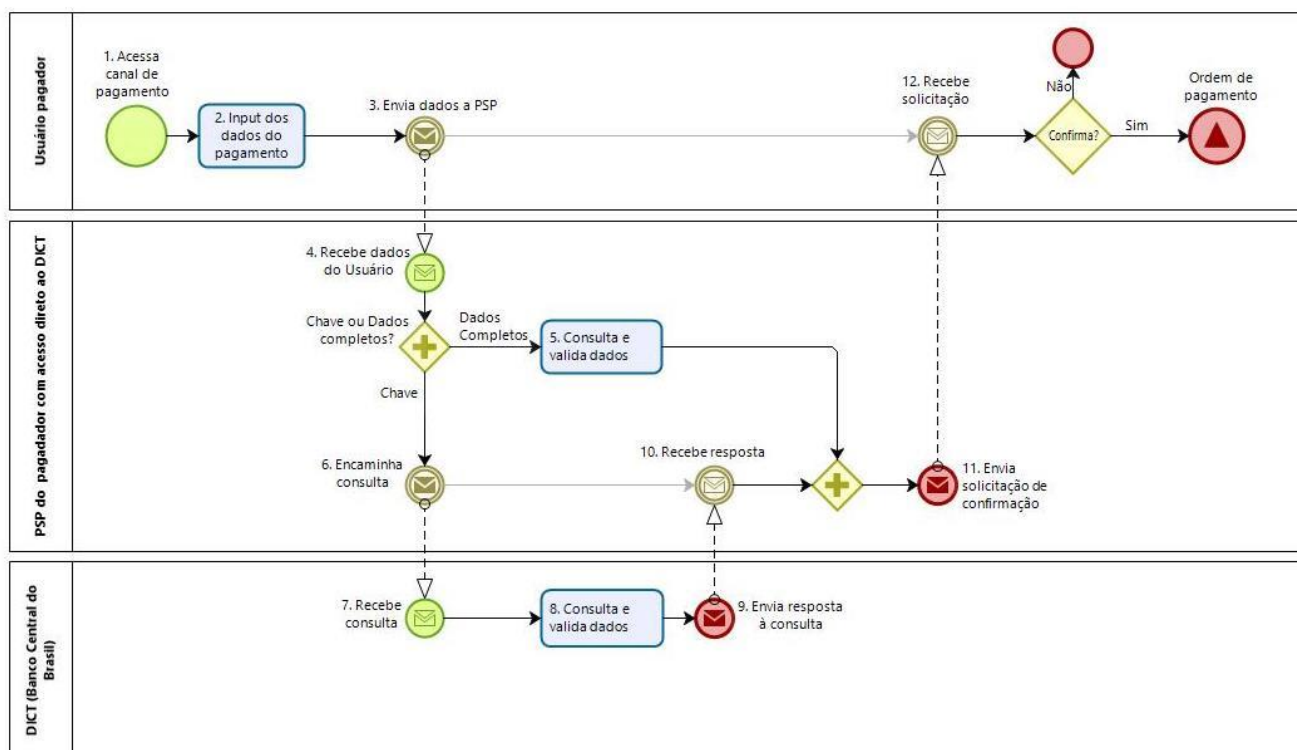 Usuário pagador
1. Acessa
canal de
pagamento
2. Input dos
dados do
pagamento
3. Envia dados a PSP
12. Recebe
solicitação
Não
Confirma?
Sim
Ordem de
pagamento
PSP do pagadador com acesso direto ao DICT
4. Recebe dados
do Usuário
Chave ou Dados
completos?
Dados
Completos
5. Consulta e
valida dados
Chave
6. Encaminha
consulta
10. Recebe resposta
11. Envia
solicitação de
confirmação
DICT (Banco Central do
Brasil)
7. Recebe
consulta
8. Consulta e
valida dados
9. Envia resposta
à consulta